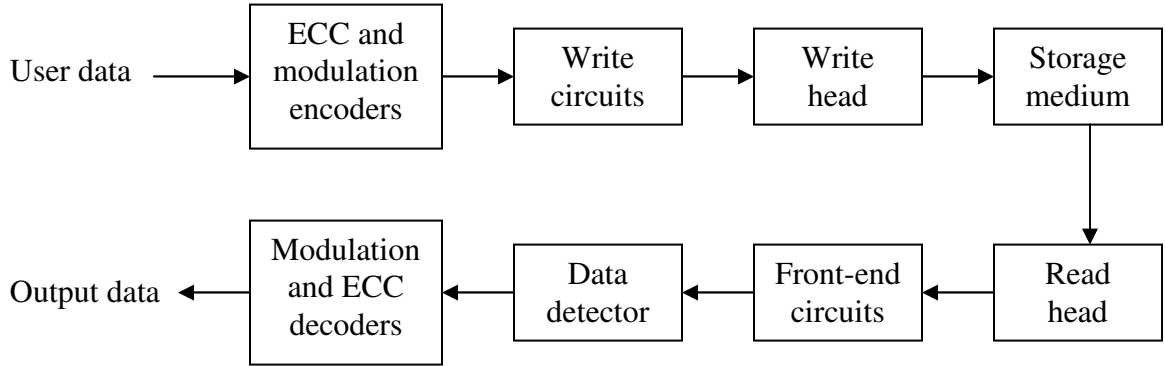 User data
ECC and
modulation
encoders
Write
circuits
Write
head
Storage
medium
Output data
Modulation
and ECC
decoders
Data
detector
Front-end
circuits
Read
head